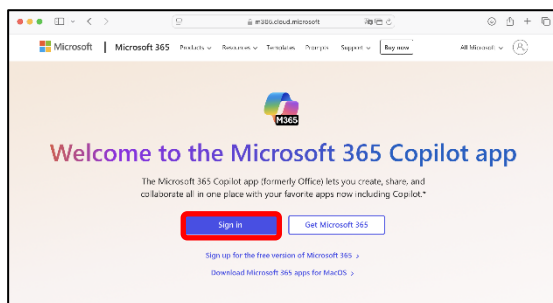 m365.cloud.microsoft
Microsoft | Microsoft 365 Products Resources Templates Prompts Support Buy now All Microsoft
M365
Welcome to the Microsoft 365 Copilot app
The Microsoft 365 Copilot app (formerly Office) lets you create, share, and
collaborate all in one place with your favorite apps now including Copilot.*
Sign in Get Microsoft 365
Sign up for the free version of Microsoft 365 >
Download Microsoft 365 apps for MacOS >